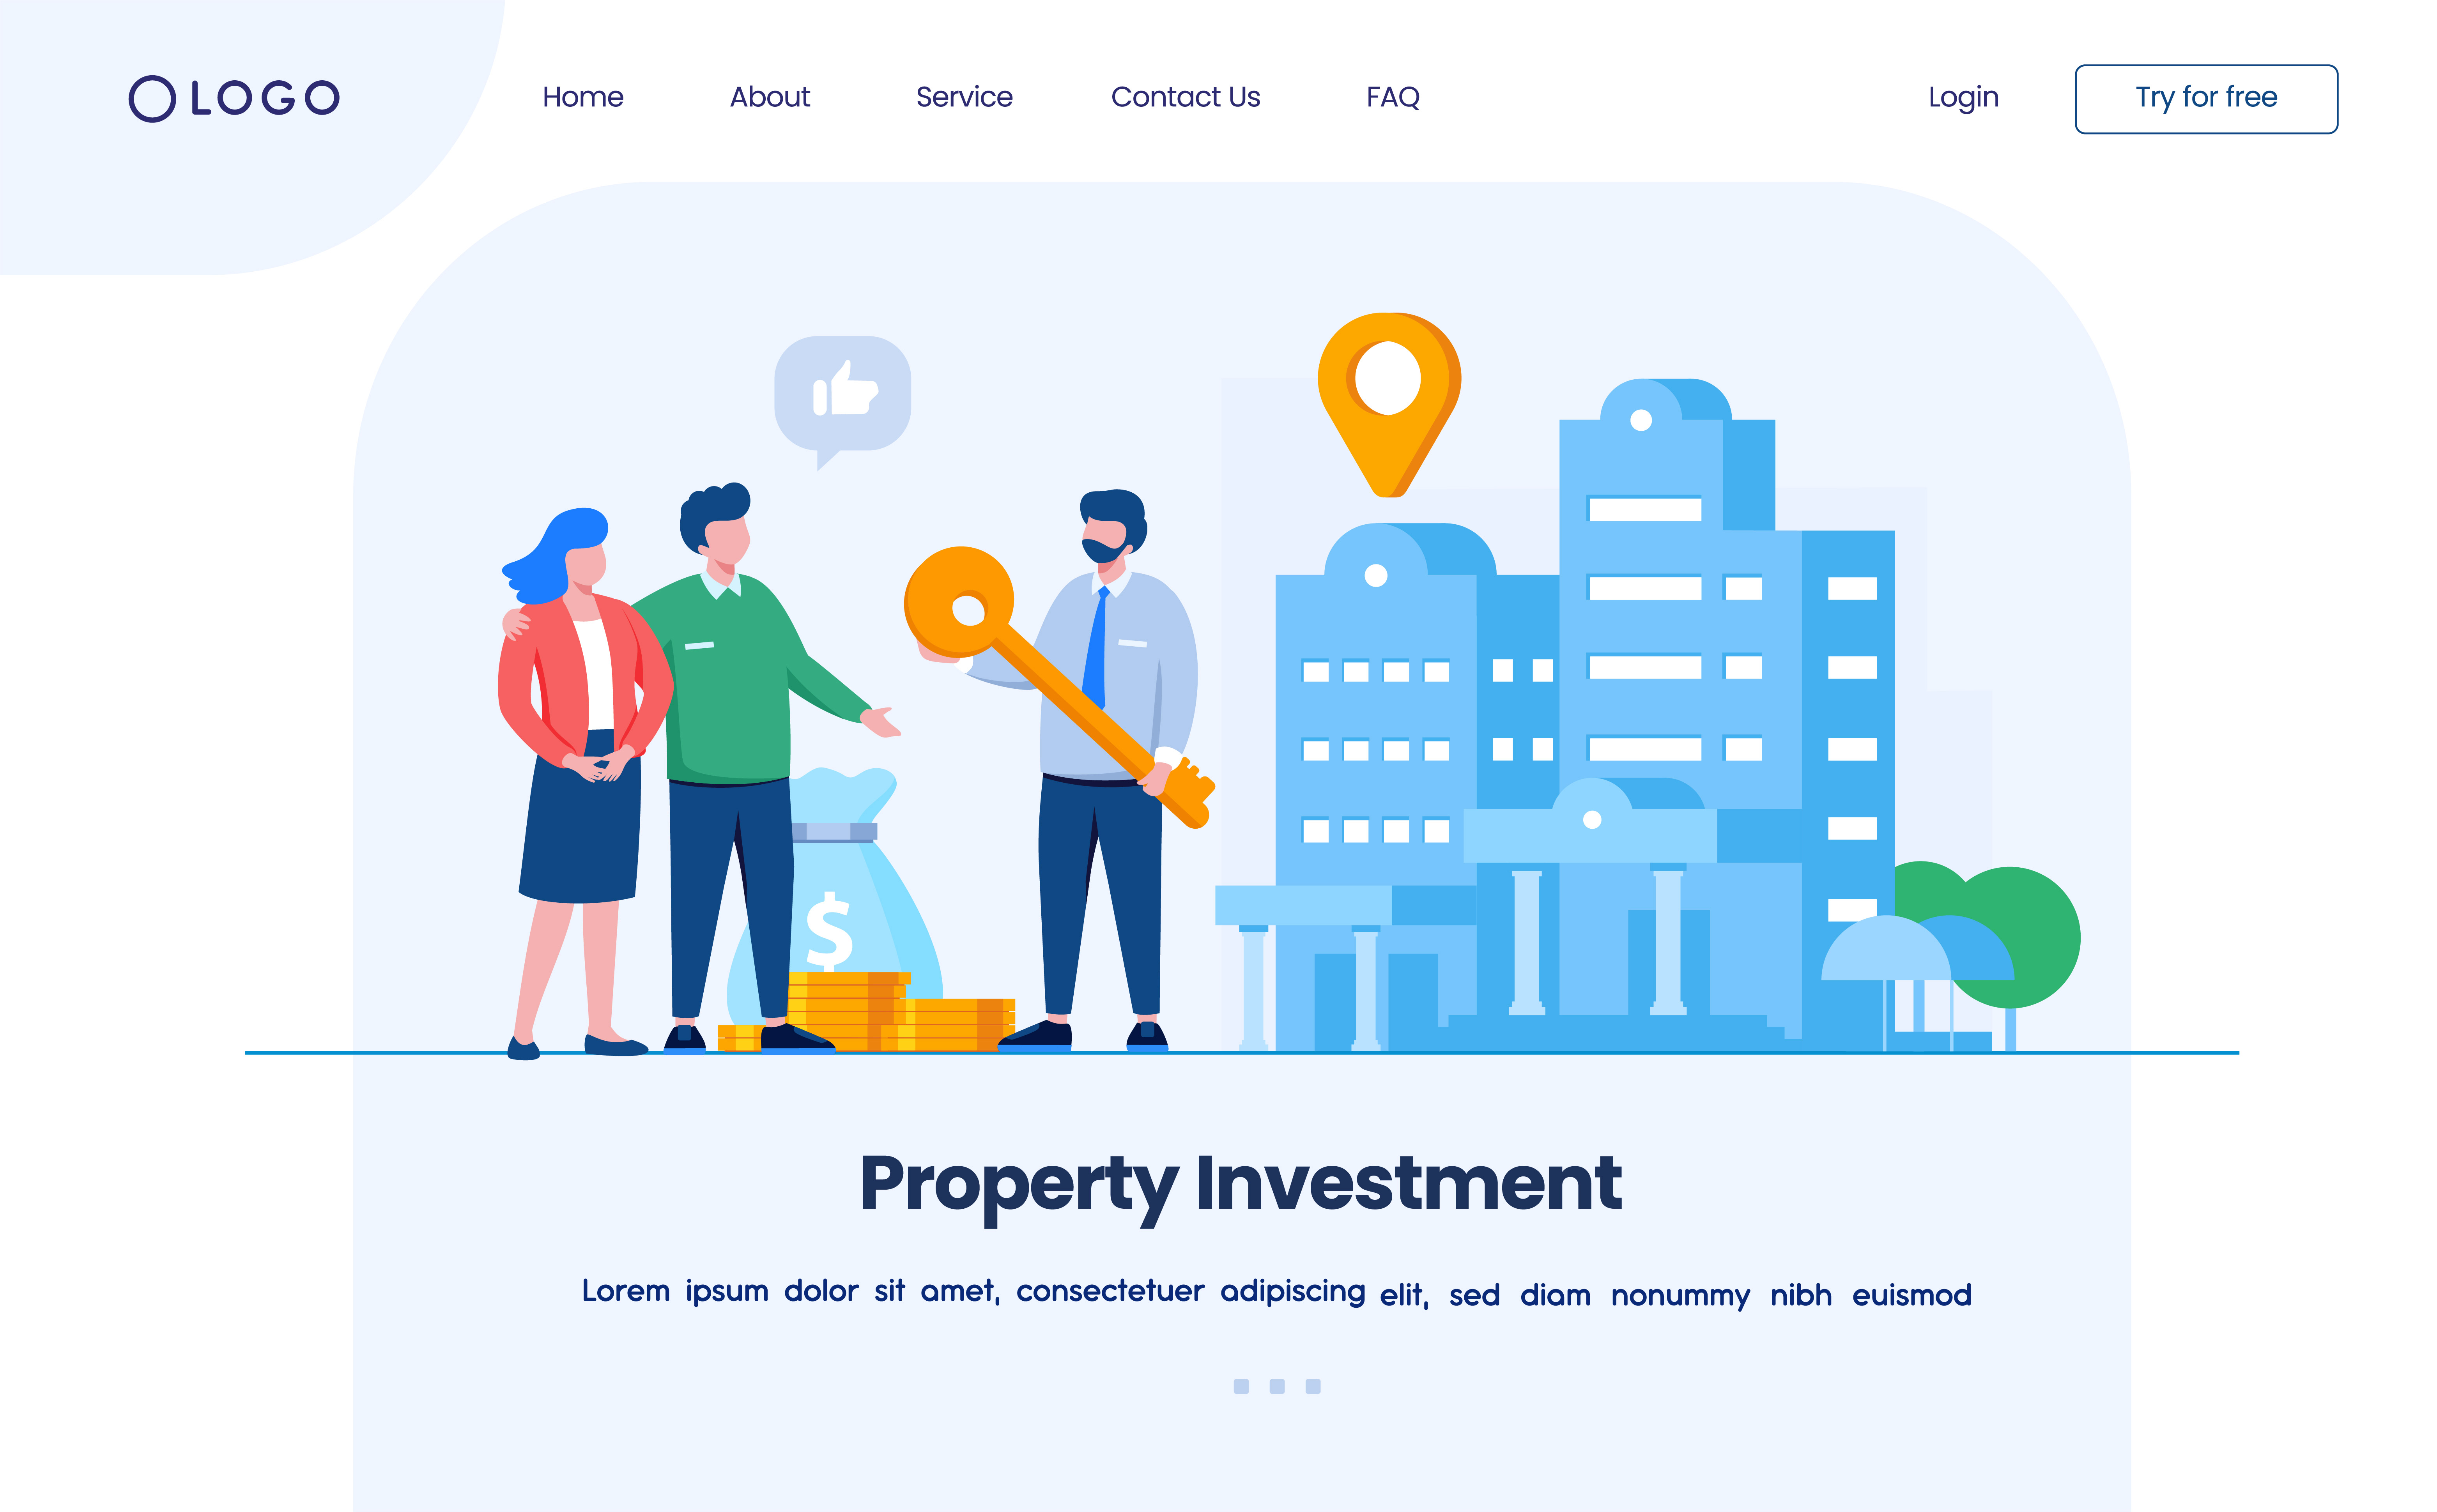 LOGO Home About Service Contact Us FAQ Login Try for free
$
Property Investment
Lorem ipsum dolor sit amet, consectetuer adipiscing elit, sed diam nonummy nibh euismod